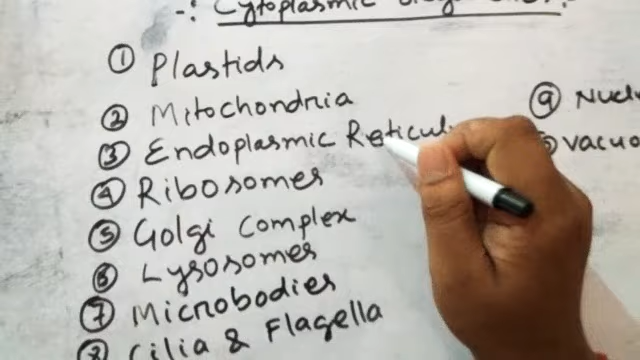 -: Cytoplasmic
① Plastids
② Mitochondria
③ Endoplasmic Reticul
④ Ribosomes
⑤ Golgi Complex
⑥ Lysosomes
⑦ Microbodies
⑧ Cilia & Flagella
⑨ Nucl
Vacuo